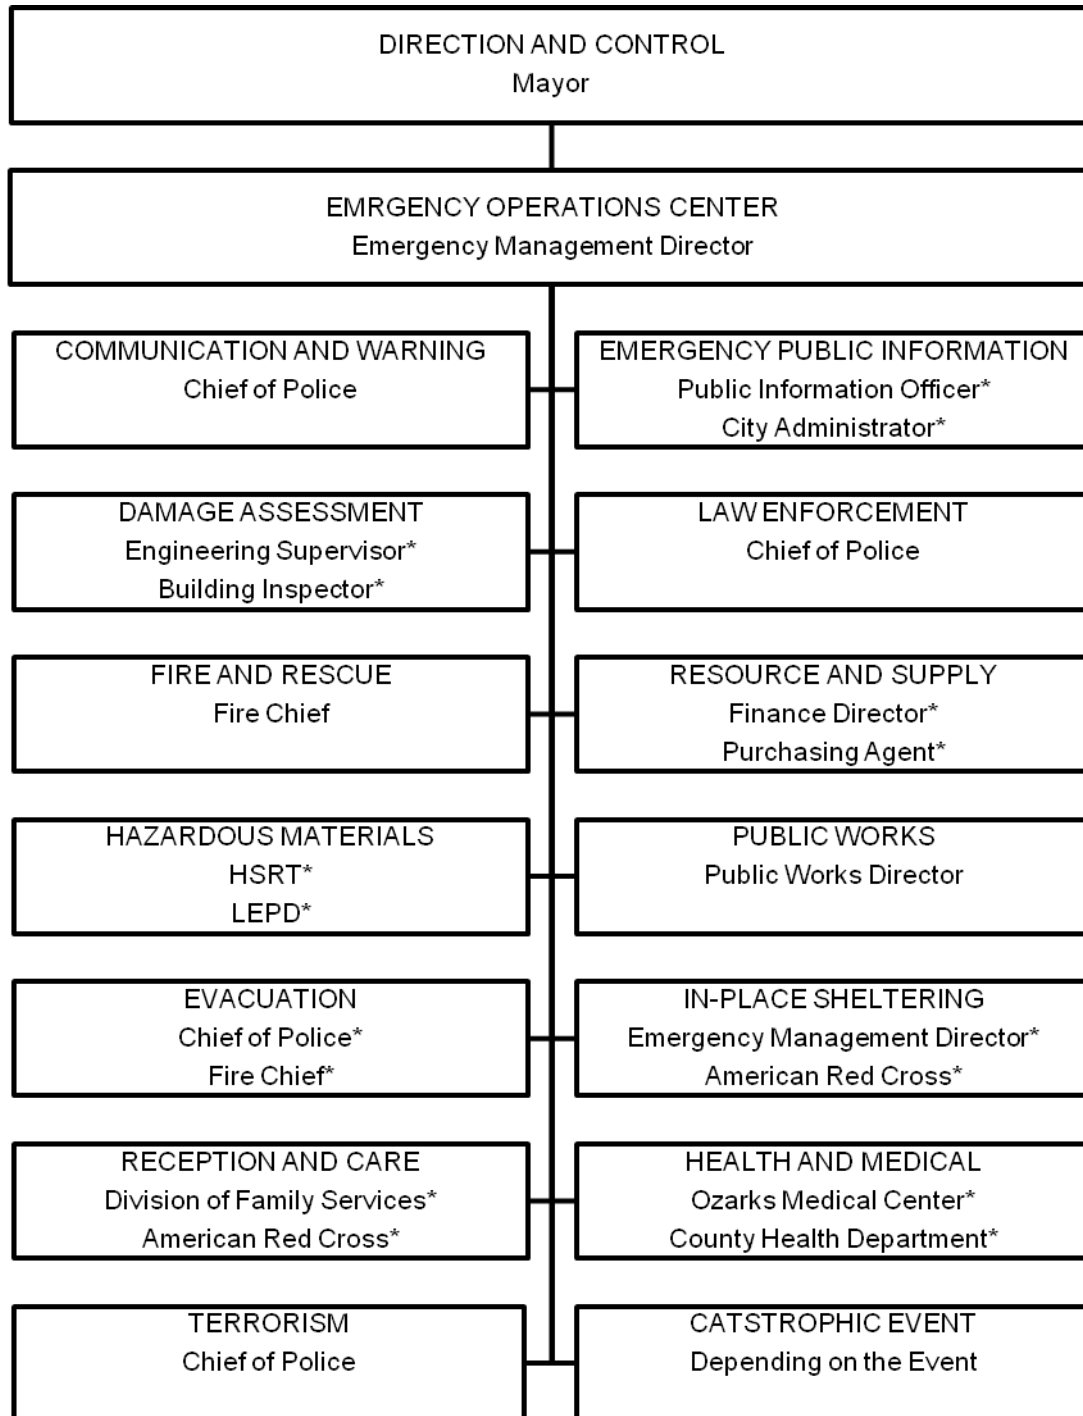 DIRECTION AND CONTROL
Mayor
EMRGENCY OPERATIONS CENTER
Emergency Management Director
COMMUNICATION AND WARNING
Chief of Police
EMERGENCY PUBLIC INFORMATION
Public Information Officer*
City Administrator*
DAMAGE ASSESSMENT
Engineering Supervisor*
Building Inspector*
LAW ENFORCEMENT
Chief of Police
FIRE AND RESCUE
Fire Chief
RESOURCE AND SUPPLY
Finance Director*
Purchasing Agent*
HAZARDOUS MATERIALS
HSRT*
LEPD*
PUBLIC WORKS
Public Works Director
EVACUATION
Chief of Police*
Fire Chief*
IN-PLACE SHELTERING
Emergency Management Director*
American Red Cross*
RECEPTION AND CARE
Division of Family Services*
American Red Cross*
HEALTH AND MEDICAL
Ozarks Medical Center*
County Health Department*
TERRORISM
Chief of Police
CATSTROPHIC EVENT
Depending on the Event